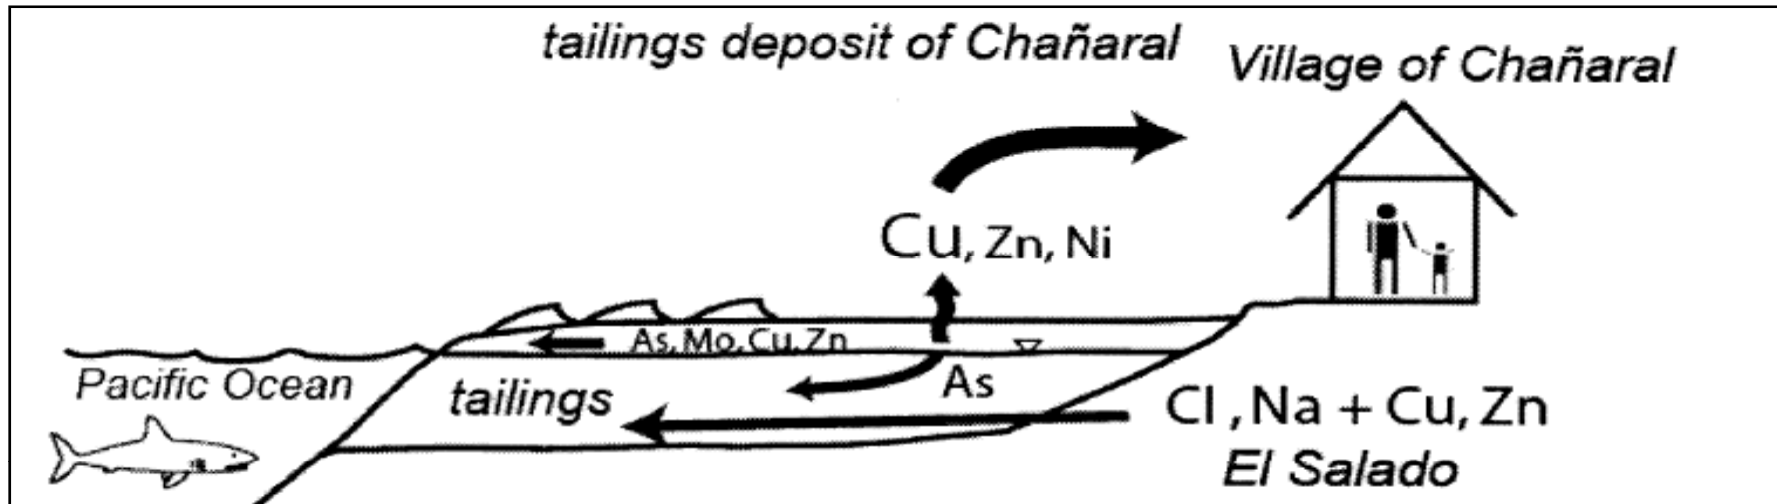 tailings deposit of Chañaral
Village of Chañaral
Cu, Zn, Ni
As, Mo, Cu, Zn
Pacific Ocean
tailings
As
Cl , Na + Cu, Zn
El Salado